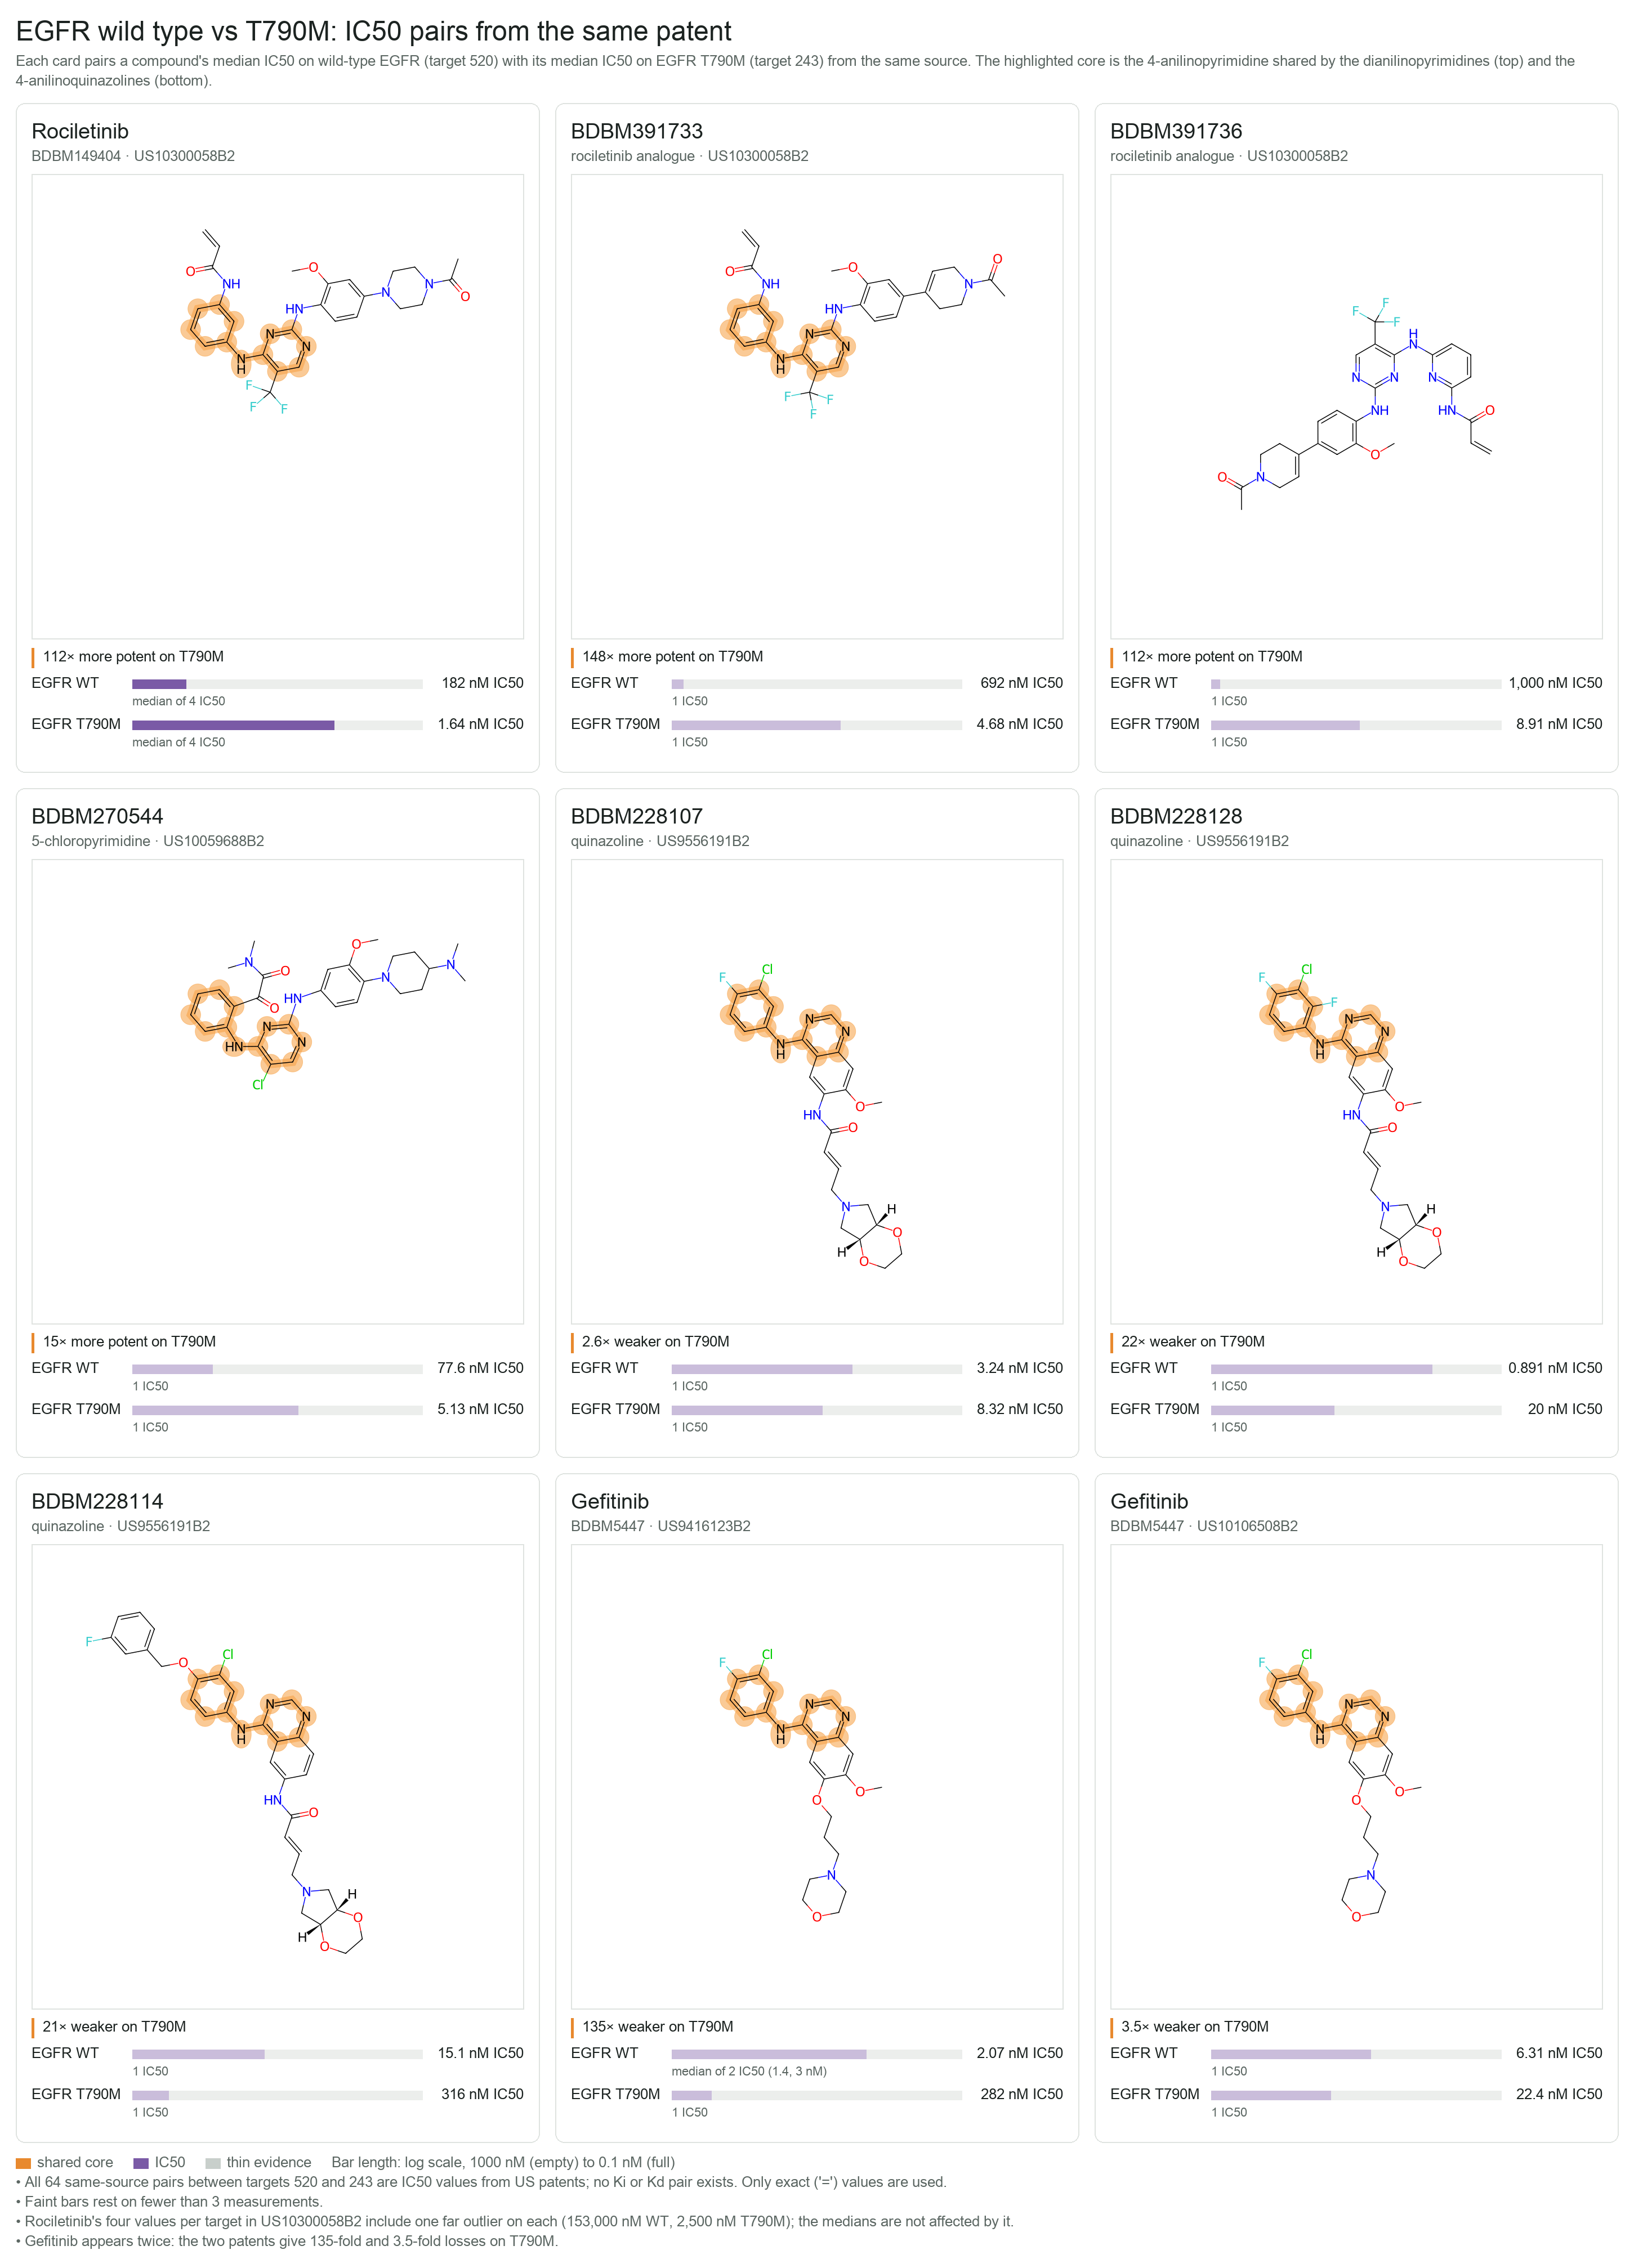 EGFR wild type vs T790M: IC50 pairs from the same patent
Each card pairs a compound's median IC50 on wild-type EGFR (target 520) with its median IC50 on EGFR T790M (target 243) from the same source. The highlighted core is the 4-anilinopyrimidine shared by the dianilinopyrimidines (top) and the
4-anilinoquinazolines (bottom).
Rociletinib
BDBM149404 · US10300058B2
O
NH
O
HN
N
N
O
N
N
N
H
F
F
F
112× more potent on T790M
EGFR WT
182 nM IC50
median of 4 IC50
EGFR T790M
1.64 nM IC50
median of 4 IC50
BDBM391733
rociletinib analogue · US10300058B2
O
NH
O
HN
N
O
N
N
N
H
F
F
F
148× more potent on T790M
EGFR WT
692 nM IC50
1 IC50
EGFR T790M
4.68 nM IC50
1 IC50
BDBM391736
rociletinib analogue · US10300058B2
F
F
F
H
N
N
N
N
NH
HN
O
O
N
O
112× more potent on T790M
EGFR WT
1,000 nM IC50
1 IC50
EGFR T790M
8.91 nM IC50
1 IC50
BDBM270544
5-chloropyrimidine · US10059688B2
N
O
O
O
N
N
HN
N
N
HN
Cl
15× more potent on T790M
EGFR WT
77.6 nM IC50
1 IC50
EGFR T790M
5.13 nM IC50
1 IC50
BDBM228107
quinazoline · US9556191B2
F
Cl
N
N
N
H
O
HN
O
N
H
H
O
O
2.6× weaker on T790M
EGFR WT
3.24 nM IC50
1 IC50
EGFR T790M
8.32 nM IC50
1 IC50
BDBM228128
quinazoline · US9556191B2
F
Cl
F
N
N
N
H
O
HN
O
N
H
H
O
O
22× weaker on T790M
EGFR WT
0.891 nM IC50
1 IC50
EGFR T790M
20 nM IC50
1 IC50
BDBM228114
quinazoline · US9556191B2
F
O
Cl
N
N
N
H
HN
O
N
H
H
O
O
21× weaker on T790M
EGFR WT
15.1 nM IC50
1 IC50
EGFR T790M
316 nM IC50
1 IC50
Gefitinib
BDBM5447 · US9416123B2
F
Cl
N
N
N
H
O
O
N
O
135× weaker on T790M
EGFR WT
2.07 nM IC50
median of 2 IC50 (1.4, 3 nM)
EGFR T790M
282 nM IC50
1 IC50
Gefitinib
BDBM5447 · US10106508B2
F
Cl
N
N
N
H
O
O
N
O
3.5× weaker on T790M
EGFR WT
6.31 nM IC50
1 IC50
EGFR T790M
22.4 nM IC50
1 IC50
shared core IC50 thin evidence Bar length: log scale, 1000 nM (empty) to 0.1 nM (full)
• All 64 same-source pairs between targets 520 and 243 are IC50 values from US patents; no Ki or Kd pair exists. Only exact ('=') values are used.
• Faint bars rest on fewer than 3 measurements.
• Rociletinib's four values per target in US10300058B2 include one far outlier on each (153,000 nM WT, 2,500 nM T790M); the medians are not affected by it.
• Gefitinib appears twice: the two patents give 135-fold and 3.5-fold losses on T790M.